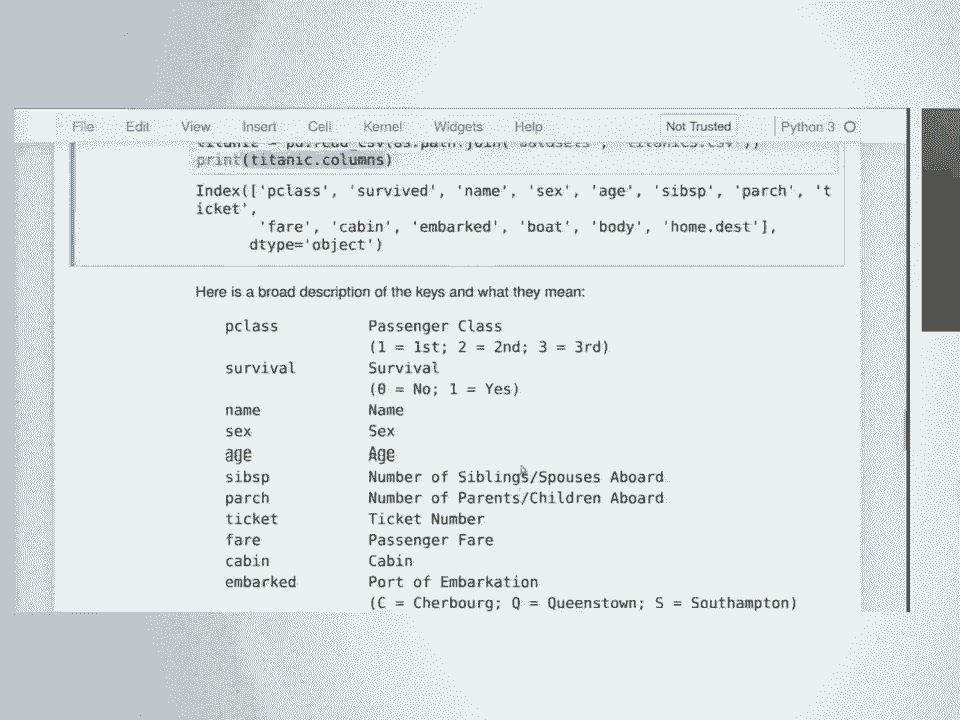 File Edit View Insert Cell Kernel Widgets Help Not Trusted Python 3
titanic = pd.read_csv(os.path.join('datasets', 'titanic3.csv'))
print(titanic.columns)
Index(['pclass', 'survived', 'name', 'sex', 'age', 'sibsp', 'parch', 't
icket',
'fare', 'cabin', 'embarked', 'boat', 'body', 'home.dest'],
dtype='object')
Here is a broad description of the keys and what they mean:
pclass Passenger Class
(1 = 1st; 2 = 2nd; 3 = 3rd)
survival Survival
(0 = No; 1 = Yes)
name Name
sex Sex
age Age
sibsp Number of Siblings/Spouses Aboard
parch Number of Parents/Children Aboard
ticket Ticket Number
fare Passenger Fare
cabin Cabin
embarked Port of Embarkation
(C = Cherbourg; Q = Queenstown; S = Southampton)